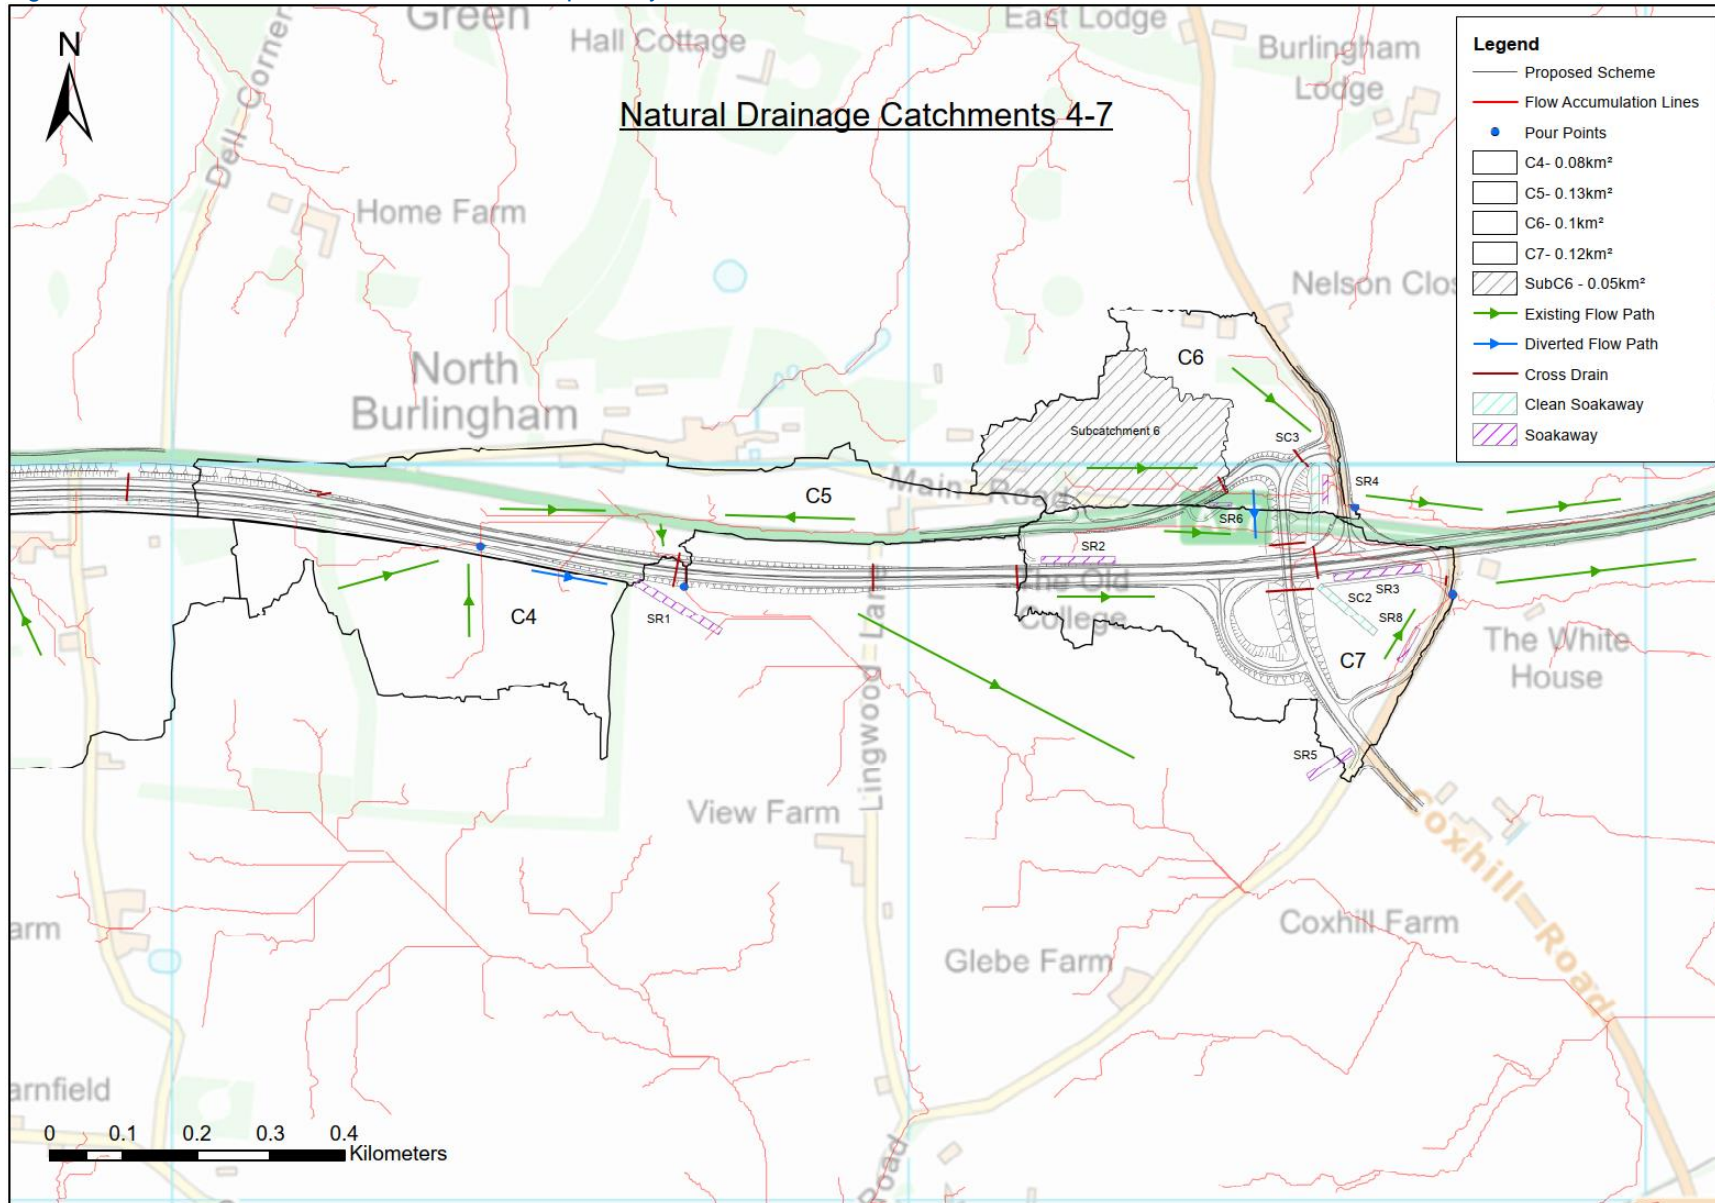 Green
Hall Cottage
East Lodge
Burlingham
Lodge
N
Natural Drainage Catchments 4-7
Dell Corner
Home Farm
Nelson Clos
Legend
Proposed Scheme
Flow Accumulation Lines
Pour Points
C4- 0.08km²
C5- 0.13km²
C6- 0.1km²
C7- 0.12km²
SubC6 - 0.05km²
Existing Flow Path
Diverted Flow Path
Cross Drain
Clean Soakaway
Soakaway
North
Burlingham
C6
Subcatchment 6
SC3
C5
Main Road
SR4
SR6
SR2
The Old
College
SR3
SC2
SR8
C4
SR1
Lingwood Lane
C7
The White
House
SR5
View Farm
Coxhill Road
Coxhill Farm
Glebe Farm
arm
arnfield
Road
0 0.1 0.2 0.3 0.4
Kilometers